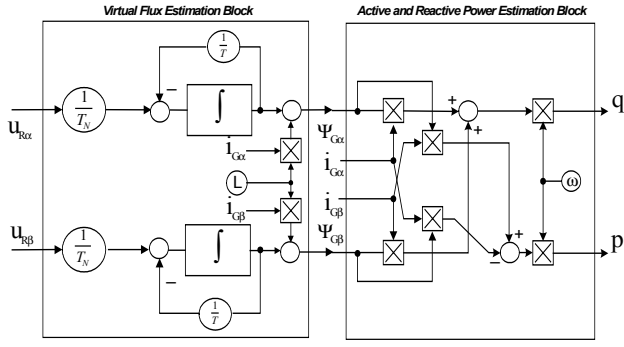 Virtual Flux Estimation Block
Active and Reactive Power Estimation Block
1/T
−
1/T_N
∫
u_Rα
i_Gα
L
i_Gβ
u_Rβ
1/T_N
∫
−
1/T
Ψ_Gα
i_Gα
i_Gβ
Ψ_Gβ
+
+
q
ω
+
−
p